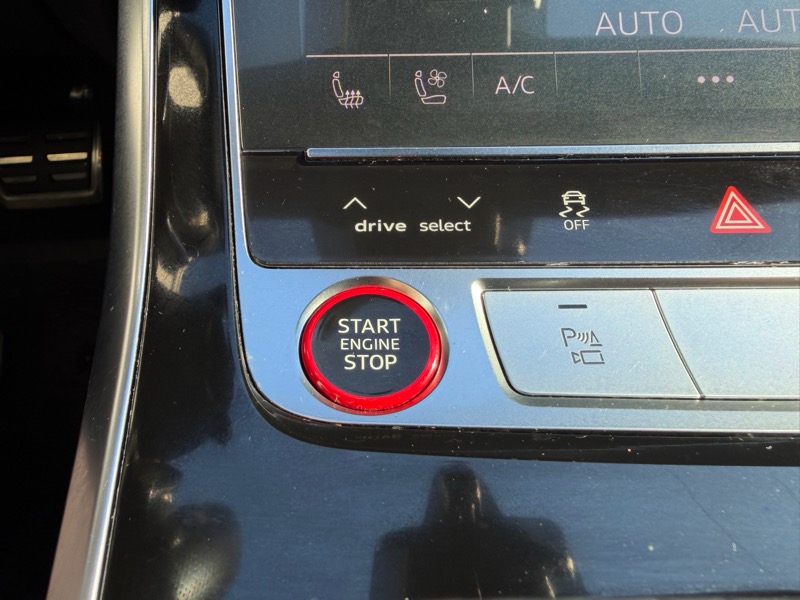 AUTO AUT
A/C
drive select
OFF
START
ENGINE
STOP
P